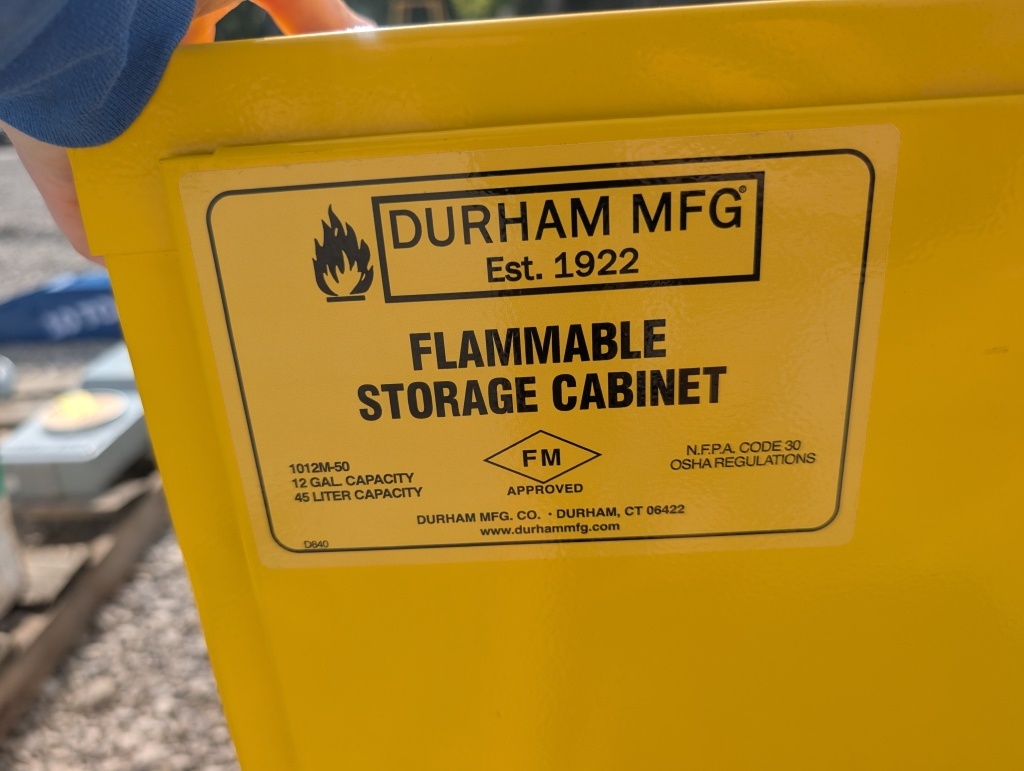 DURHAM MFG®
Est. 1922
FLAMMABLE
STORAGE CABINET
1012M-50
12 GAL. CAPACITY
45 LITER CAPACITY
FM
APPROVED
N.F.P.A. CODE 30
OSHA REGULATIONS
DURHAM MFG. CO. · DURHAM, CT 06422
www.durhammfg.com
D840